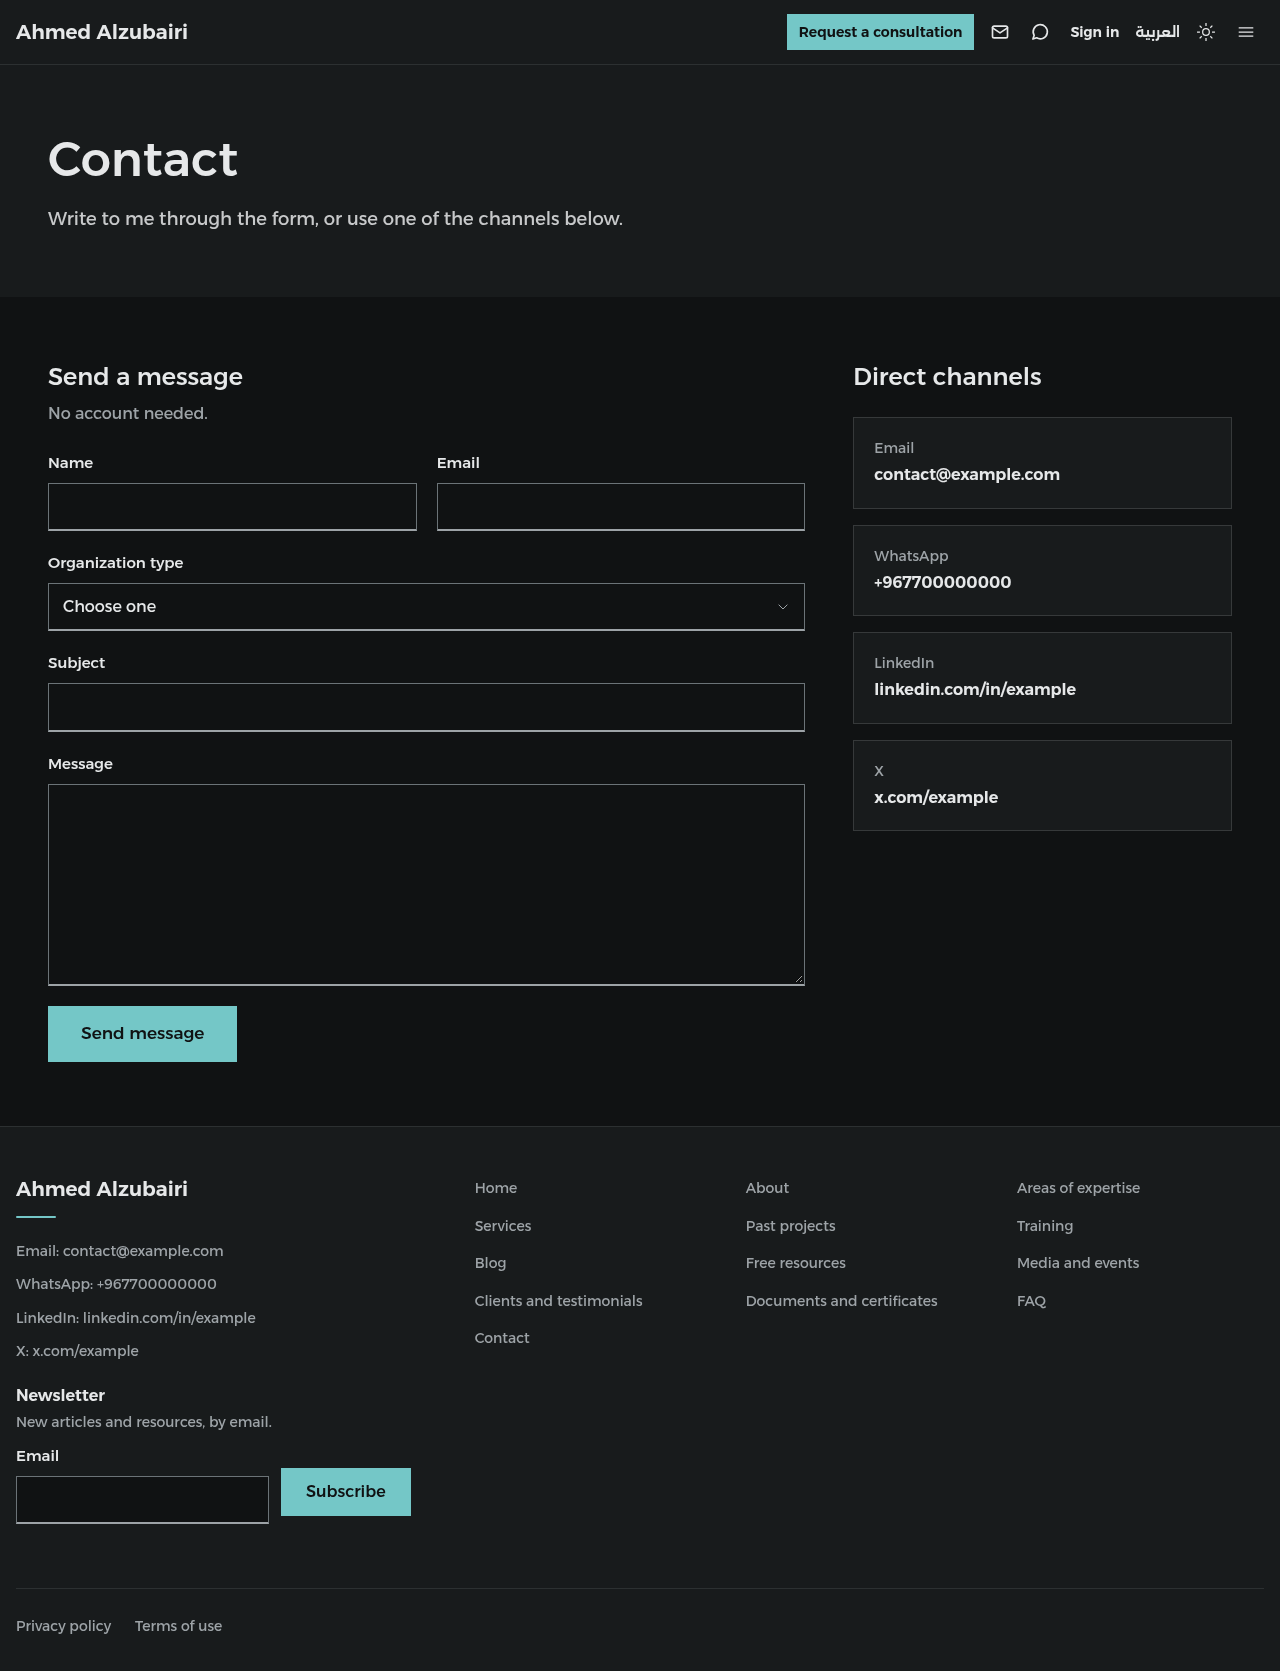 Ahmed Alzubairi
Request a consultation
Sign in
العربية
Contact
Write to me through the form, or use one of the channels below.
Send a message
No account needed.
Name
Email
Organization type
Choose one
Subject
Message
Send message
Direct channels
Email
contact@example.com
WhatsApp
+967700000000
LinkedIn
linkedin.com/in/example
X
x.com/example
Ahmed Alzubairi
Email: contact@example.com
WhatsApp: +967700000000
LinkedIn: linkedin.com/in/example
X: x.com/example
Newsletter
New articles and resources, by email.
Email
Subscribe
Home
About
Areas of expertise
Services
Past projects
Training
Blog
Free resources
Media and events
Clients and testimonials
Documents and certificates
FAQ
Contact
Privacy policy
Terms of use